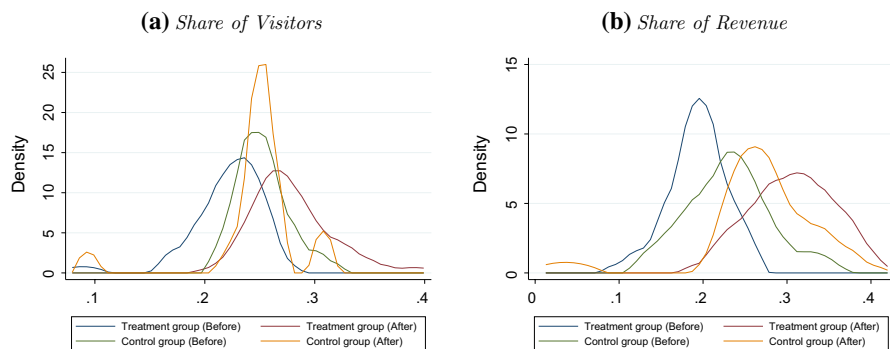 (a) Share of Visitors
25
20
15
10
5
0
Density
.1 .2 .3 .4
Treatment group (Before) Treatment group (After)
Control group (Before) Control group (After)
(b) Share of Revenue
15
10
5
0
Density
0 .1 .2 .3 .4
Treatment group (Before) Treatment group (After)
Control group (Before) Control group (After)